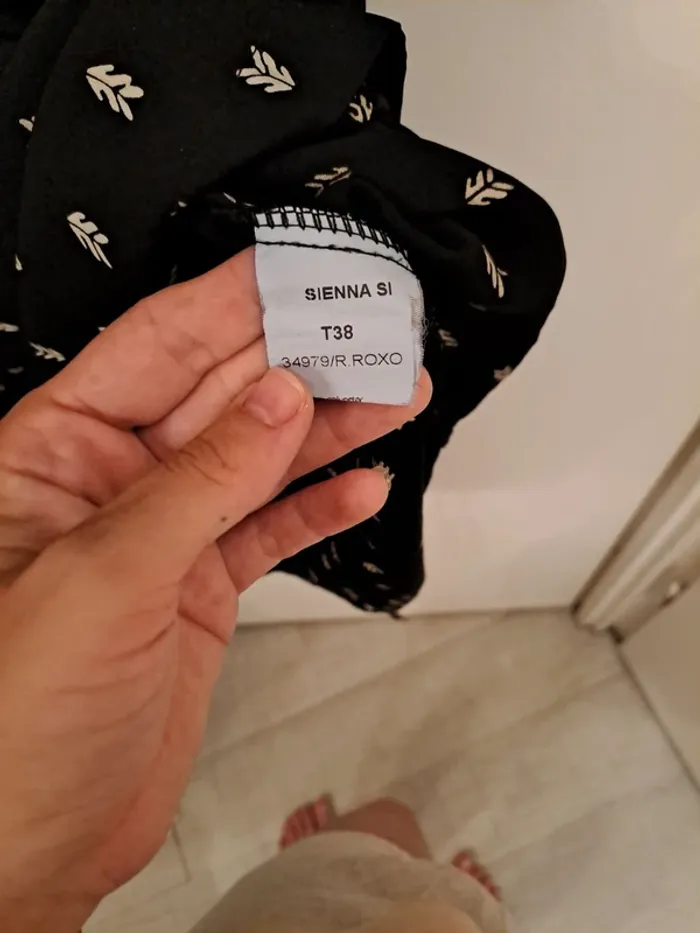 SIENNA SI
T38
34979/R.ROXO